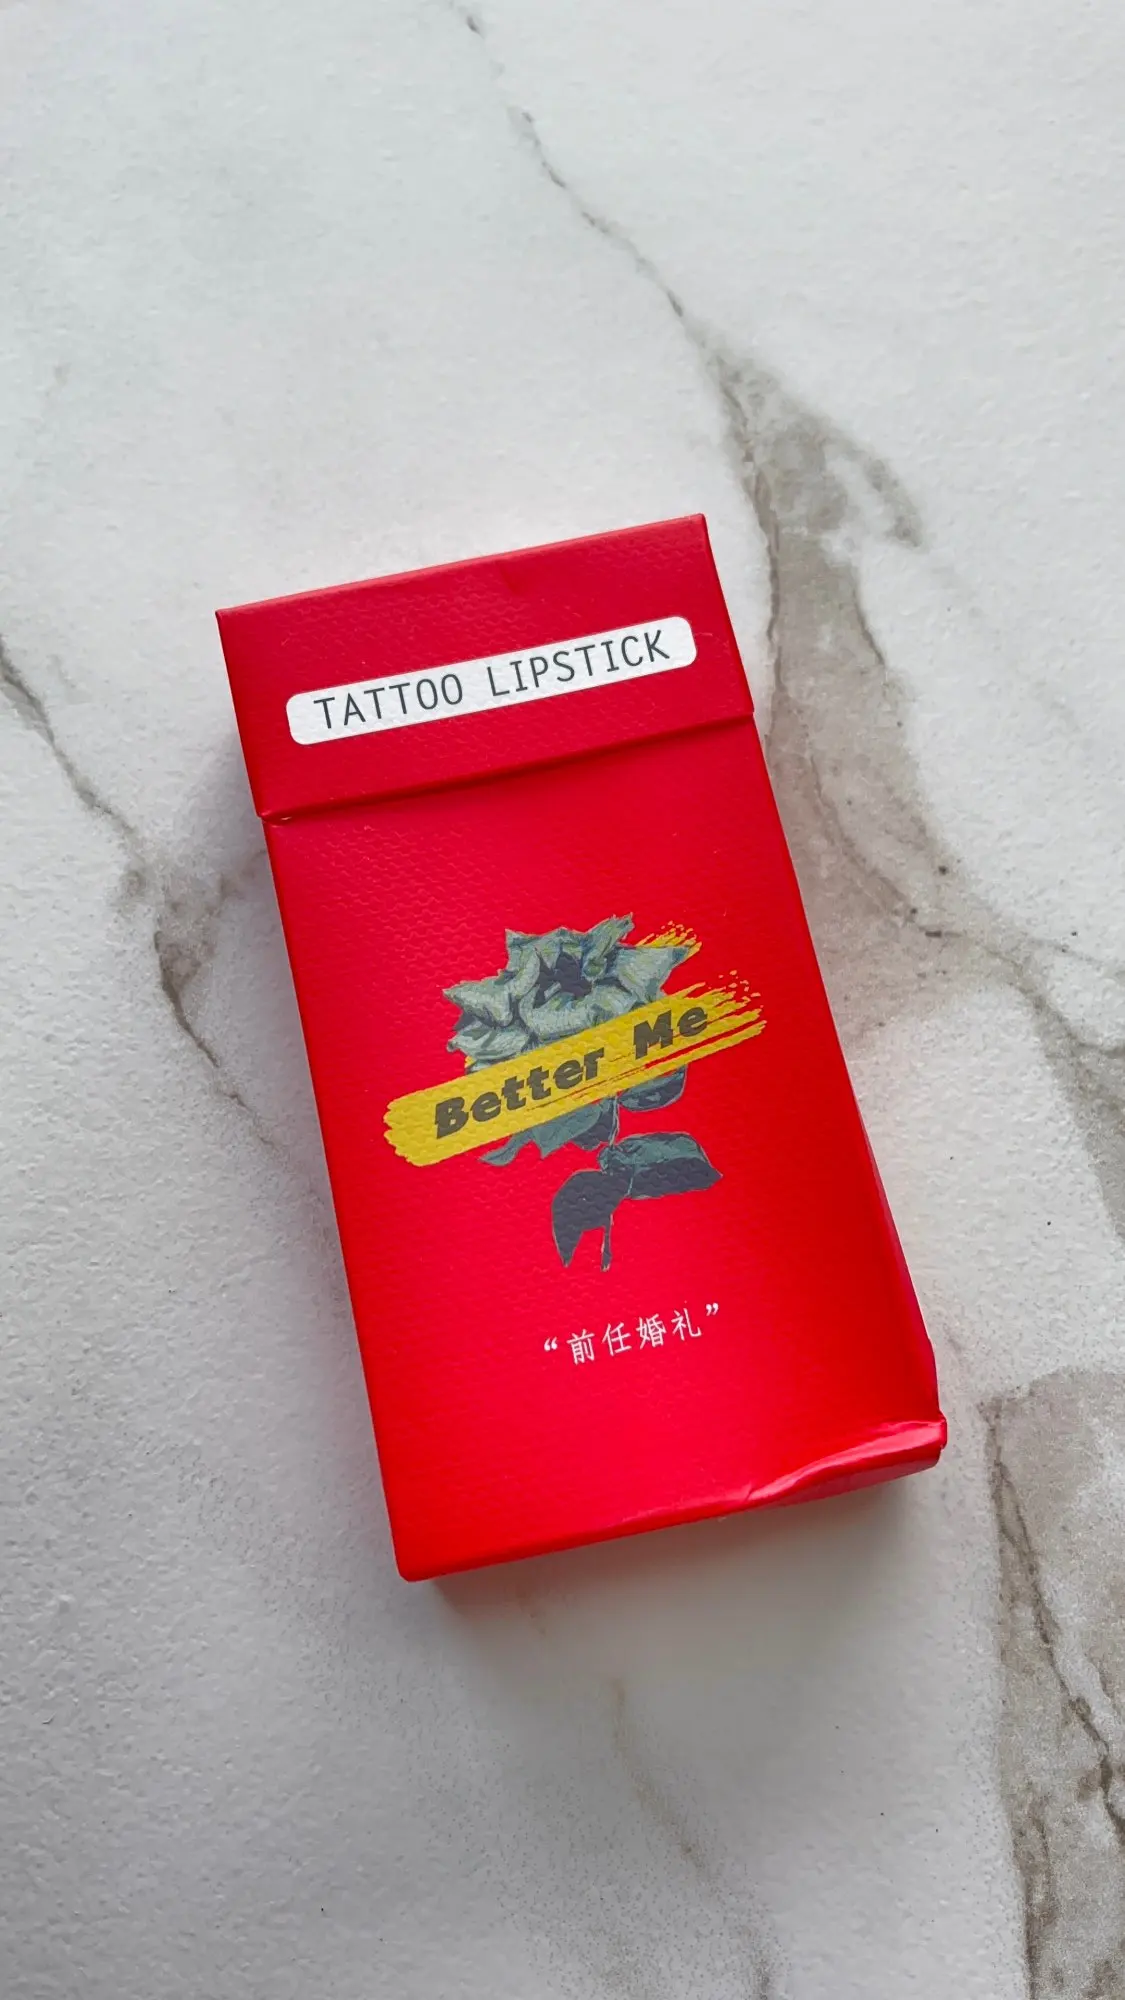 TATTOO LIPSTICK
Better Me
“前任婚礼”